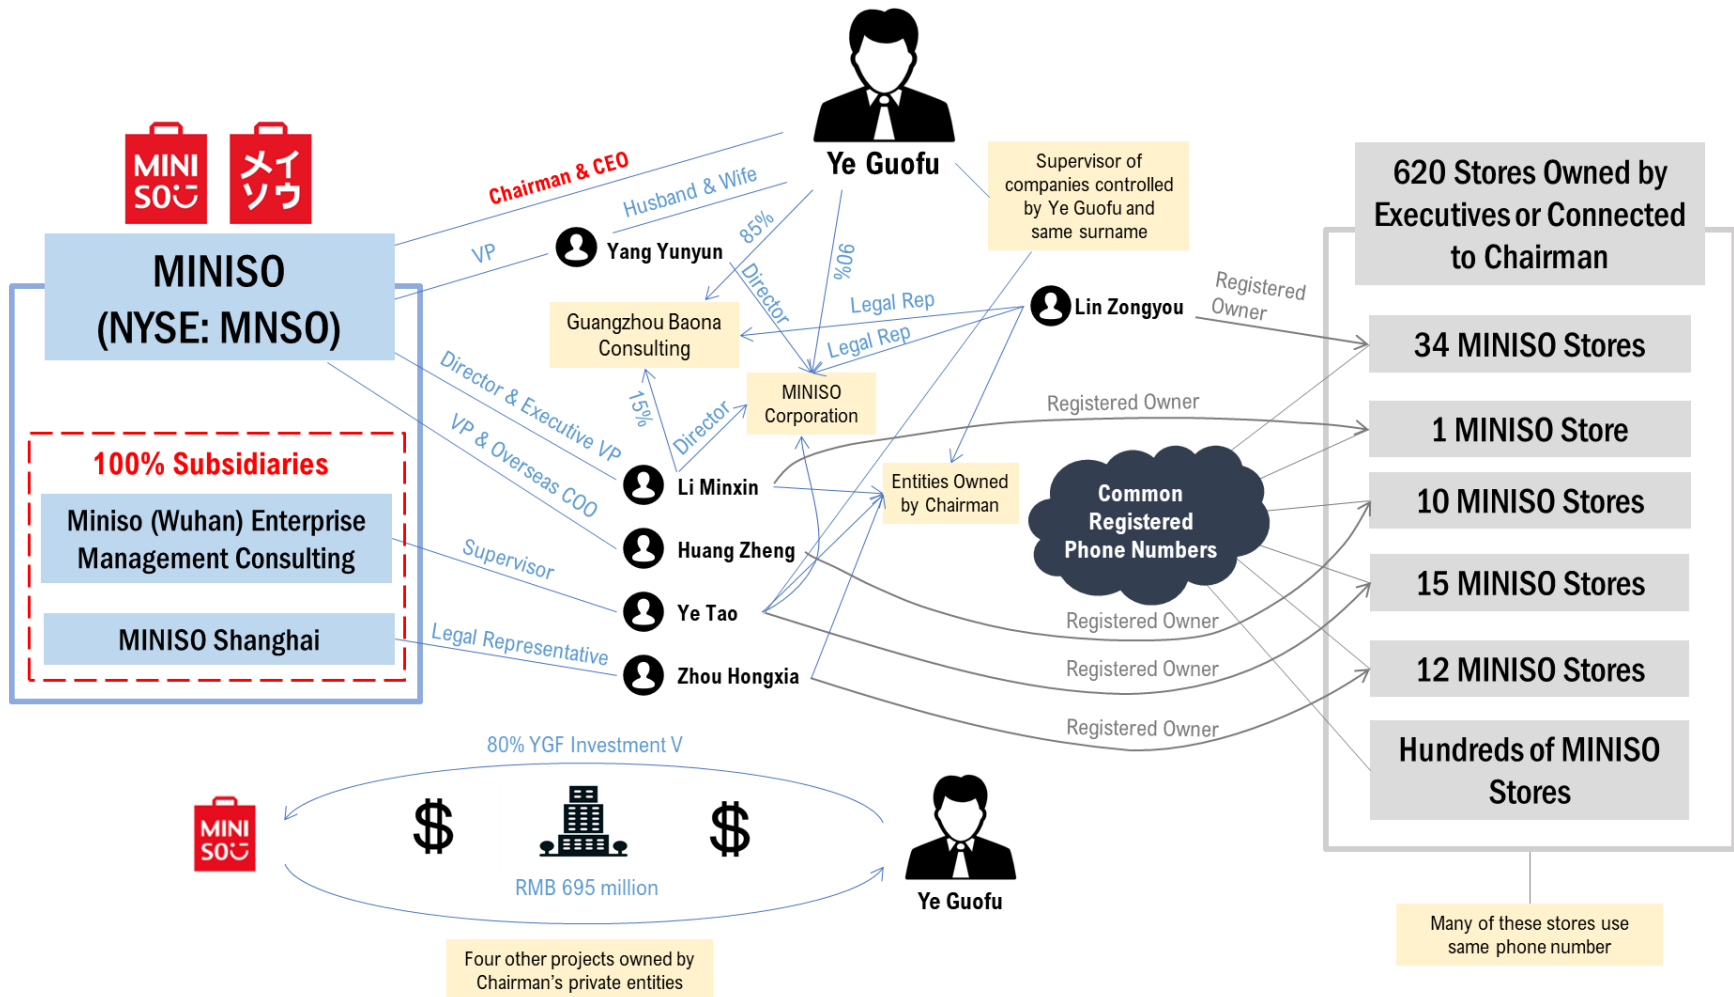 Ye Guofu
MINI
SO
メイ
ソウ
MINISO
(NYSE: MNSO)
100% Subsidiaries
Miniso (Wuhan) Enterprise
Management Consulting
MINISO Shanghai
Chairman & CEO
Husband & Wife
VP
Yang Yunyun
85%
90%
Director
Supervisor of
companies controlled
by Ye Guofu and
same surname
Guangzhou Baona
Consulting
Legal Rep
Legal Rep
Lin Zongyou
Registered
Owner
MINISO
Corporation
15%
Director
Director & Executive VP
VP & Overseas COO
Li Minxin
Huang Zheng
Supervisor
Ye Tao
Legal Representative
Zhou Hongxia
Entities Owned
by Chairman
Registered Owner
Common
Registered
Phone Numbers
Registered Owner
Registered Owner
Registered Owner
620 Stores Owned by
Executives or Connected
to Chairman
34 MINISO Stores
1 MINISO Store
10 MINISO Stores
15 MINISO Stores
12 MINISO Stores
Hundreds of MINISO
Stores
Many of these stores use
same phone number
80% YGF Investment V
MINI
SO
$
$
RMB 695 million
Ye Guofu
Four other projects owned by
Chairman's private entities